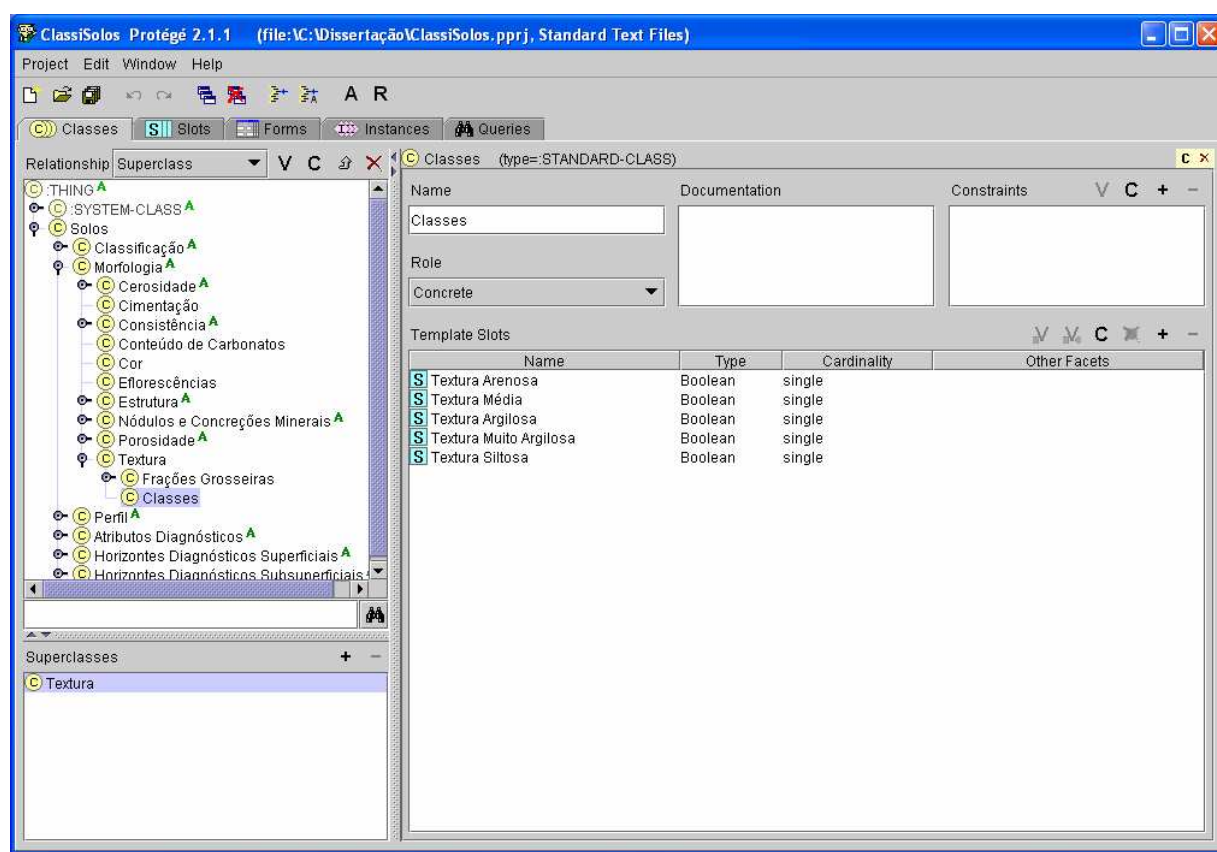 ClassiSolos Protégé 2.1.1 (file:\C:\Dissertação\ClassiSolos.pprj, Standard Text Files)
Project Edit Window Help
A R
Classes Slots Forms Instances Queries
Relationship Superclass V C
:THING A
:SYSTEM-CLASS A
Solos
Classificação A
Morfologia A
Cerosidade A
Cimentação
Consistência A
Conteúdo de Carbonatos
Cor
Eflorescências
Estrutura A
Nódulos e Concreções Minerais A
Porosidade A
Textura
Frações Grosseiras
Classes
Perfil A
Atributos Diagnósticos A
Horizontes Diagnósticos Superficiais A
Horizontes Diagnósticos Subsuperficiais
Superclasses + -
Textura
Classes (type=:STANDARD-CLASS) C x
Name Documentation Constraints V C + -
Classes
Role
Concrete
Template Slots V V C + -
Name Type Cardinality Other Facets
S Textura Arenosa Boolean single
S Textura Média Boolean single
S Textura Argilosa Boolean single
S Textura Muito Argilosa Boolean single
S Textura Siltosa Boolean single